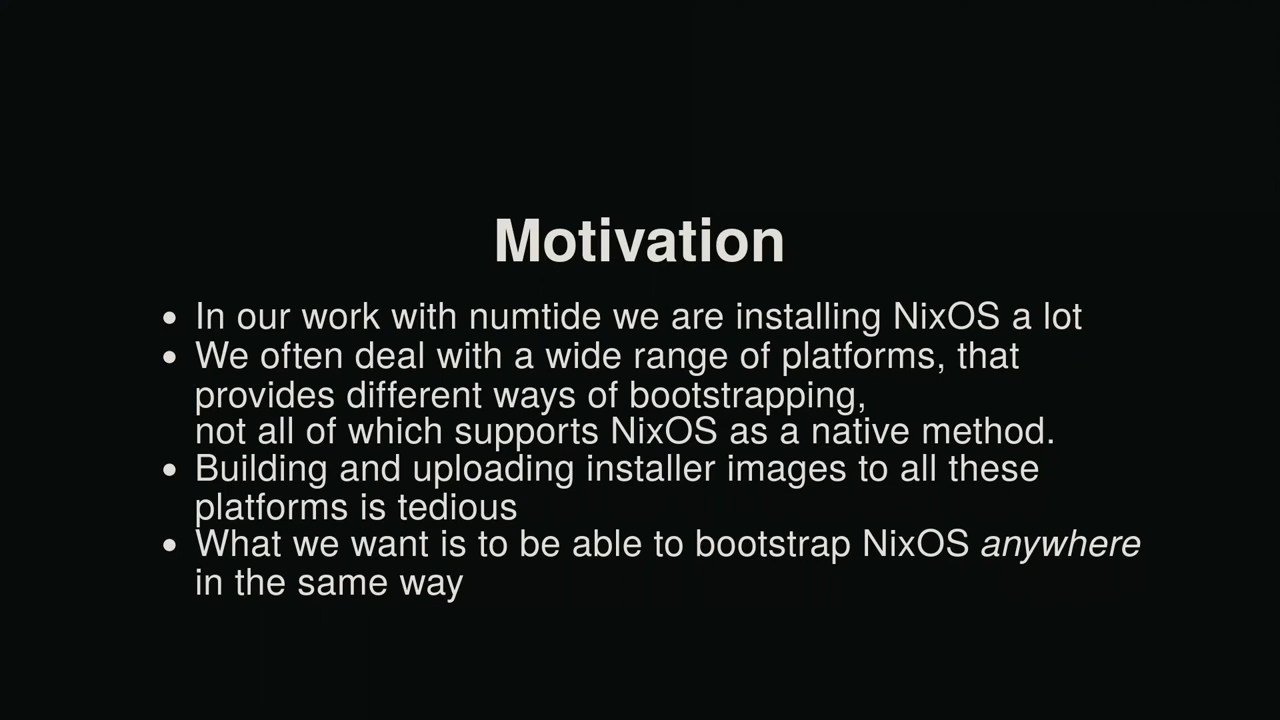 Motivation
• In our work with numtide we are installing NixOS a lot
• We often deal with a wide range of platforms, that
provides different ways of bootstrapping,
not all of which supports NixOS as a native method.
• Building and uploading installer images to all these
platforms is tedious
• What we want is to be able to bootstrap NixOS anywhere
in the same way